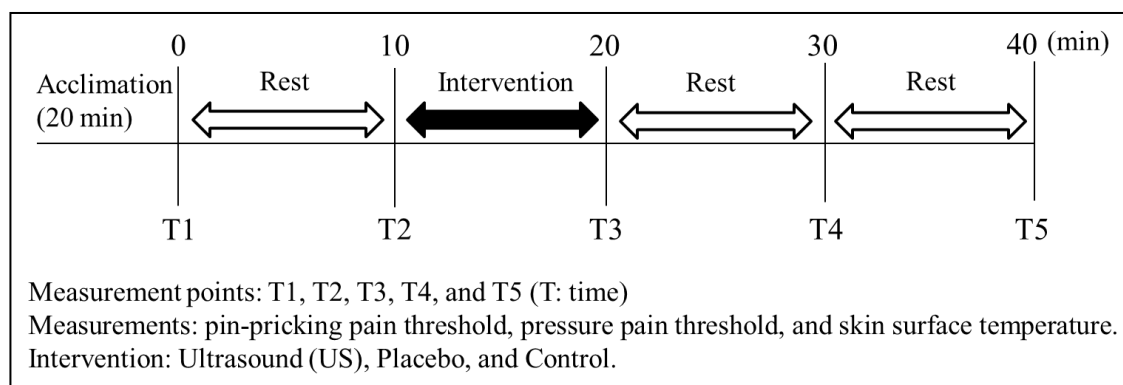 0 10 20 30 40 (min)
Acclimation
(20 min)
Rest Intervention Rest Rest
T1 T2 T3 T4 T5
Measurement points: T1, T2, T3, T4, and T5 (T: time)
Measurements: pin-pricking pain threshold, pressure pain threshold, and skin surface temperature.
Intervention: Ultrasound (US), Placebo, and Control.